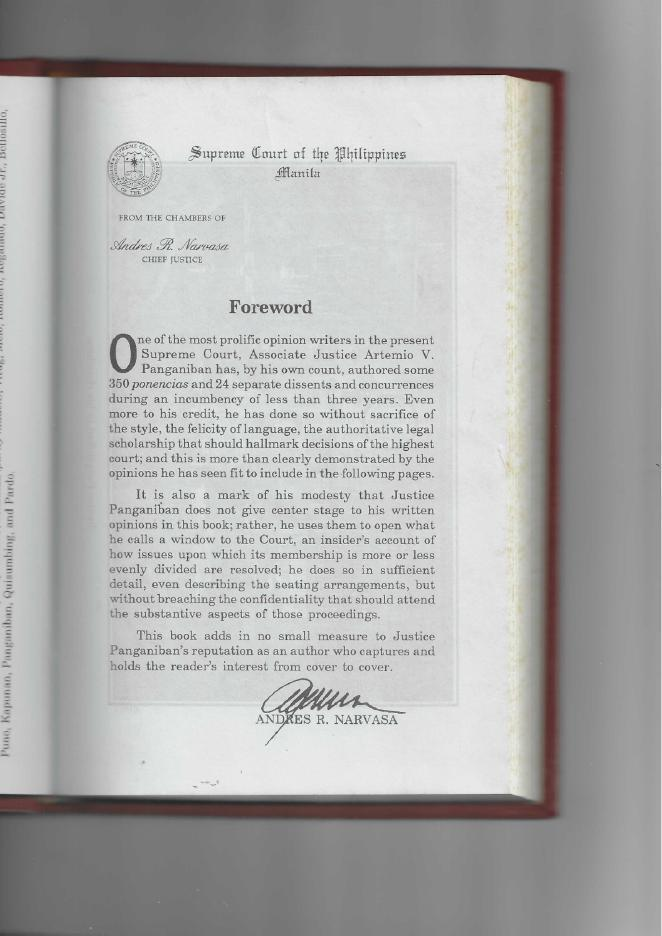 Supreme Court of the Philippines
Manila
FROM THE CHAMBERS OF
Andres R. Narvasa
CHIEF JUSTICE
Foreword
One of the most prolific opinion writers in the present
Supreme Court, Associate Justice Artemio V.
Panganiban has, by his own count, authored some
350 ponencias and 24 separate dissents and concurrences
during an incumbency of less than three years. Even
more to his credit, he has done so without sacrifice of
the style, the felicity of language, the authoritative legal
scholarship that should hallmark decisions of the highest
court; and this is more than clearly demonstrated by the
opinions he has seen fit to include in the following pages.
It is also a mark of his modesty that Justice
Panganiban does not give center stage to his written
opinions in this book; rather, he uses them to open what
he calls a window to the Court, an insider's account of
how issues upon which its membership is more or less
evenly divided are resolved; he does so in sufficient
detail, even describing the seating arrangements, but
without breaching the confidentiality that should attend
the substantive aspects of those proceedings.
This book adds in no small measure to Justice
Panganiban's reputation as an author who captures and
holds the reader's interest from cover to cover.
ANDRES R. NARVASA
Romero, Regalado, Davide Jr., Bellosillo,
Puno, Kapunan, Panganiban, Quisumbing, and Pardo.